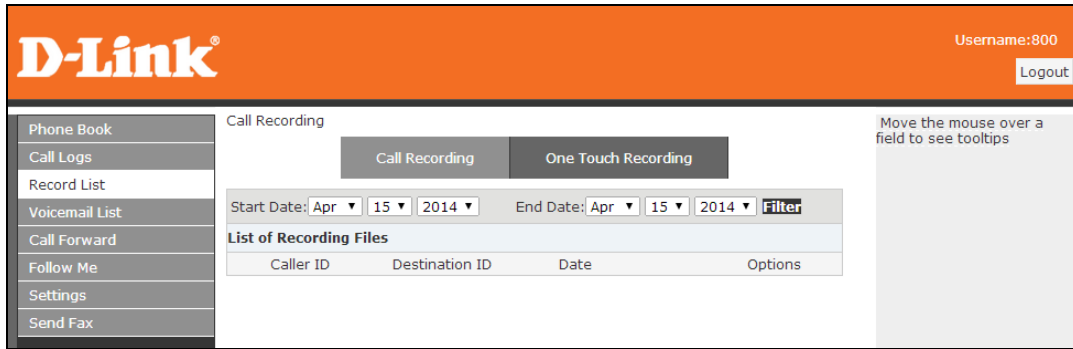 D-Link®
Username:800
Logout
Phone Book
Call Logs
Record List
Voicemail List
Call Forward
Follow Me
Settings
Send Fax
Call Recording
Call Recording One Touch Recording
Start Date: Apr 15 2014 End Date: Apr 15 2014 Filter
List of Recording Files
Caller ID Destination ID Date Options
Move the mouse over a
field to see tooltips